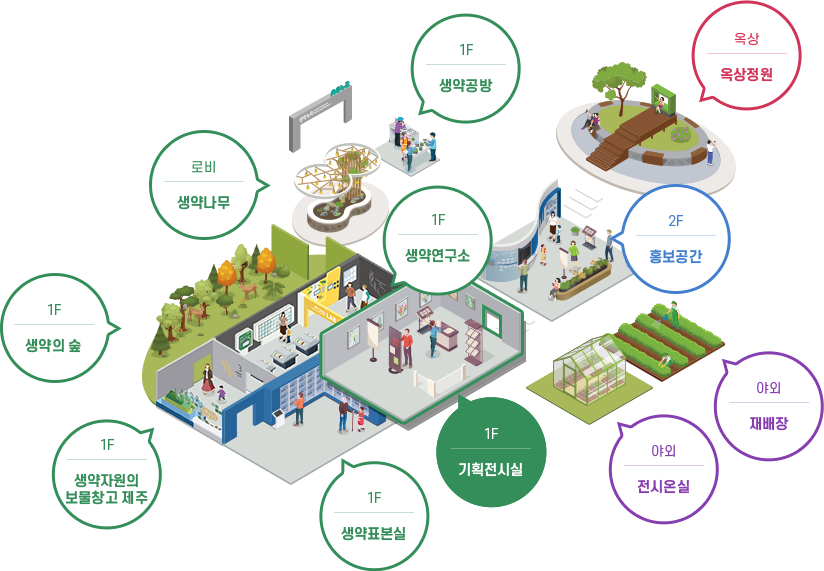 1F
생약공방
옥상
옥상정원
로비
생약나무
1F
생약연구소
2F
홍보공간
1F
생약의 숲
LAB
야외
재배장
1F
생약자원의
보물창고 제주
1F
기획전시실
야외
전시온실
1F
생약표본실